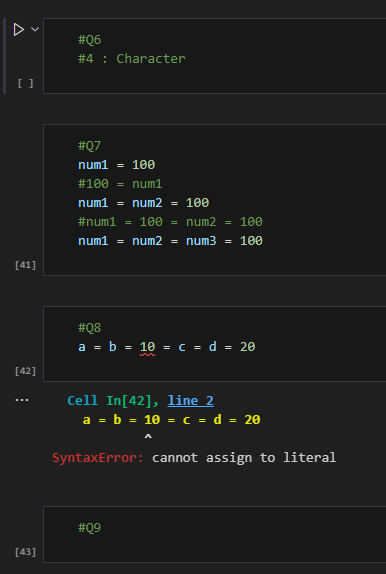 #Q6
#4 : Character
[ ]
#Q7
num1 = 100
#100 = num1
num1 = num2 = 100
#num1 = 100 = num2 = 100
num1 = num2 = num3 = 100
[41]
#Q8
a = b = 10 = c = d = 20
[42]
...
Cell In[42], line 2
a = b = 10 = c = d = 20
^
SyntaxError: cannot assign to literal
#Q9
[43]